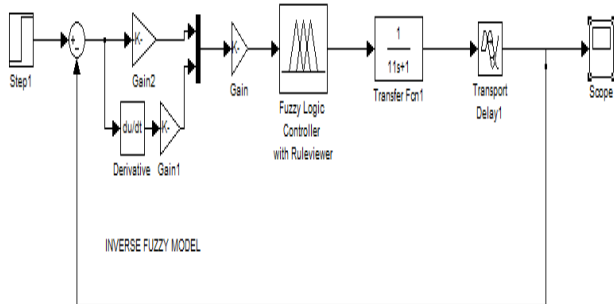 Step1
+
-
K-
Gain2
du/dt
Derivative
K-
Gain1
K-
Gain
Fuzzy Logic
Controller
with Ruleviewer
1
11s+1
Transfer Fcn1
Transport
Delay1
Scope
INVERSE FUZZY MODEL